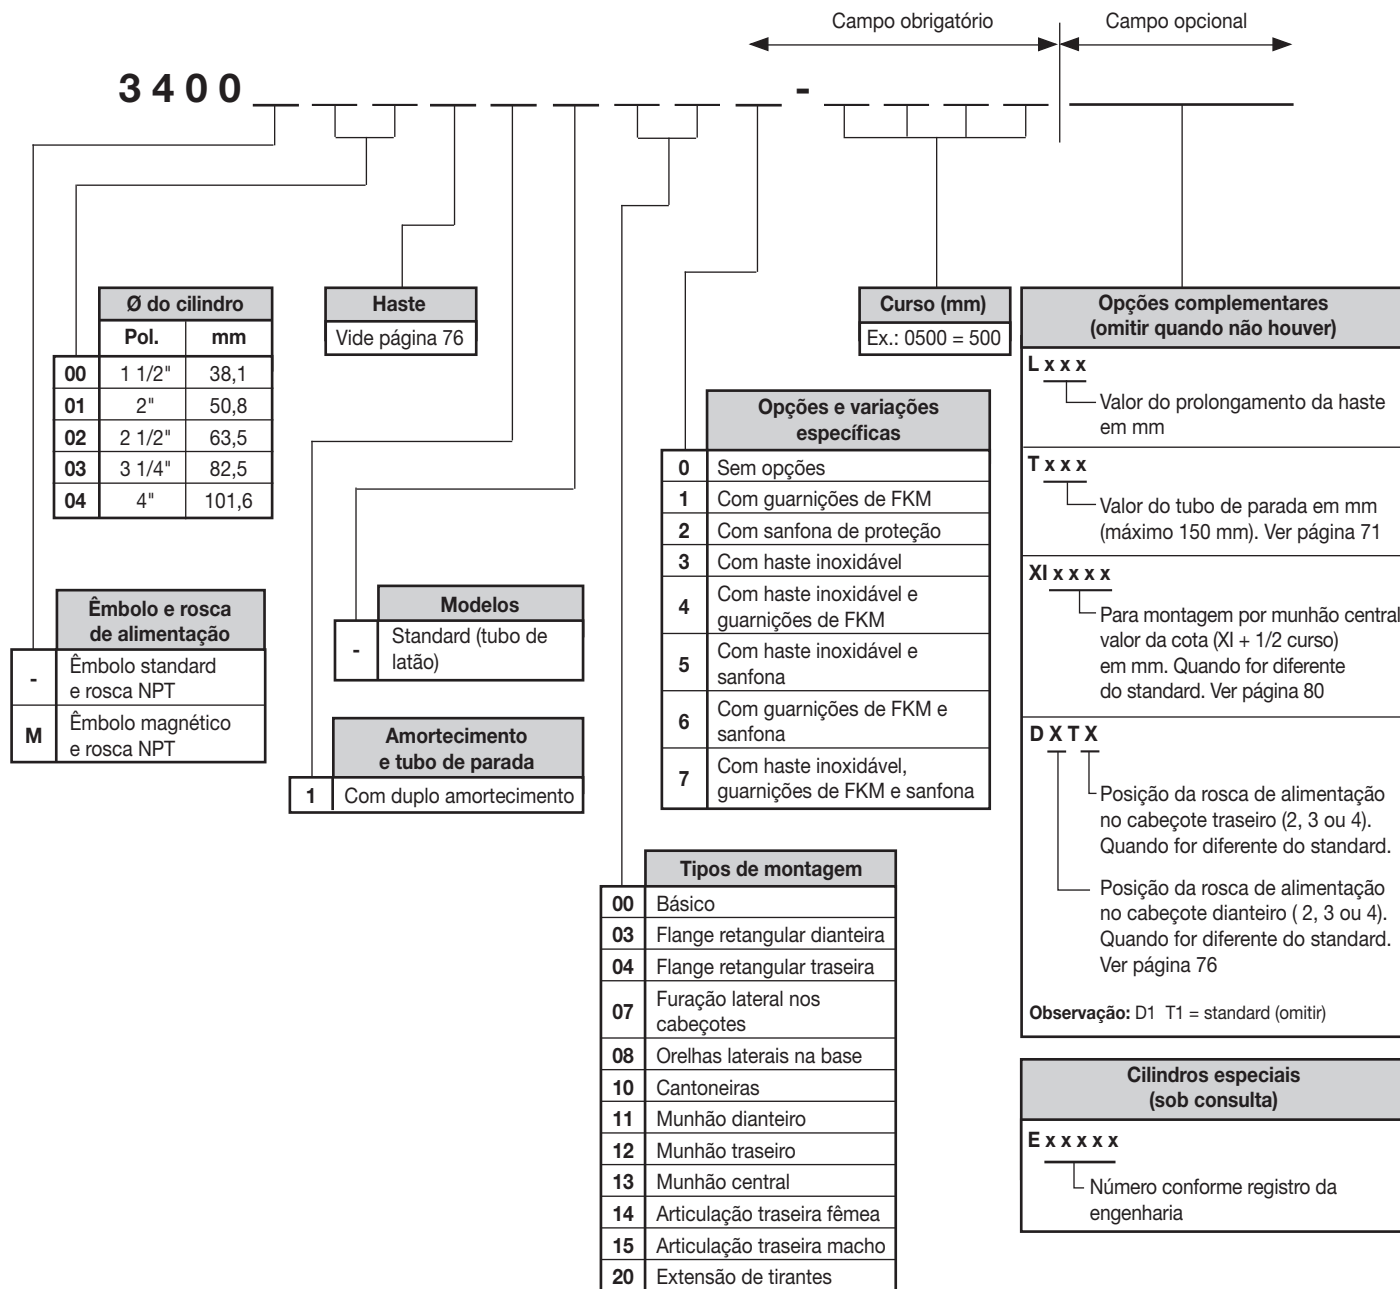 Campo obrigatório
Campo opcional
3 4 0 0
-
Ø do cilindro
Pol. mm
00 1 1/2" 38,1
01 2" 50,8
02 2 1/2" 63,5
03 3 1/4" 82,5
04 4" 101,6
Haste
Vide página 76
Curso (mm)
Ex.: 0500 = 500
Opções complementares
(omitir quando não houver)
L x x x
Valor do prolongamento da haste
em mm
T x x x
Valor do tubo de parada em mm
(máximo 150 mm). Ver página 71
XI x x x x
Para montagem por munhão central
valor da cota (XI + 1/2 curso)
em mm. Quando for diferente
do standard. Ver página 80
D X T X
Posição da rosca de alimentação
no cabeçote traseiro (2, 3 ou 4).
Quando for diferente do standard.
Posição da rosca de alimentação
no cabeçote dianteiro ( 2, 3 ou 4).
Quando for diferente do standard.
Ver página 76
Observação: D1 T1 = standard (omitir)
Opções e variações
específicas
0 Sem opções
1 Com guarnições de FKM
2 Com sanfona de proteção
3 Com haste inoxidável
4 Com haste inoxidável e
guarnições de FKM
5 Com haste inoxidável e
sanfona
6 Com guarnições de FKM e
sanfona
7 Com haste inoxidável,
guarnições de FKM e sanfona
Êmbolo e rosca
de alimentação
- Êmbolo standard
e rosca NPT
M Êmbolo magnético
e rosca NPT
Modelos
- Standard (tubo de
latão)
Amortecimento
e tubo de parada
1 Com duplo amortecimento
Tipos de montagem
00 Básico
03 Flange retangular dianteira
04 Flange retangular traseira
07 Furação lateral nos
cabeçotes
08 Orelhas laterais na base
10 Cantoneiras
11 Munhão dianteiro
12 Munhão traseiro
13 Munhão central
14 Articulação traseira fêmea
15 Articulação traseira macho
20 Extensão de tirantes
Cilindros especiais
(sob consulta)
E x x x x x
Número conforme registro da
engenharia